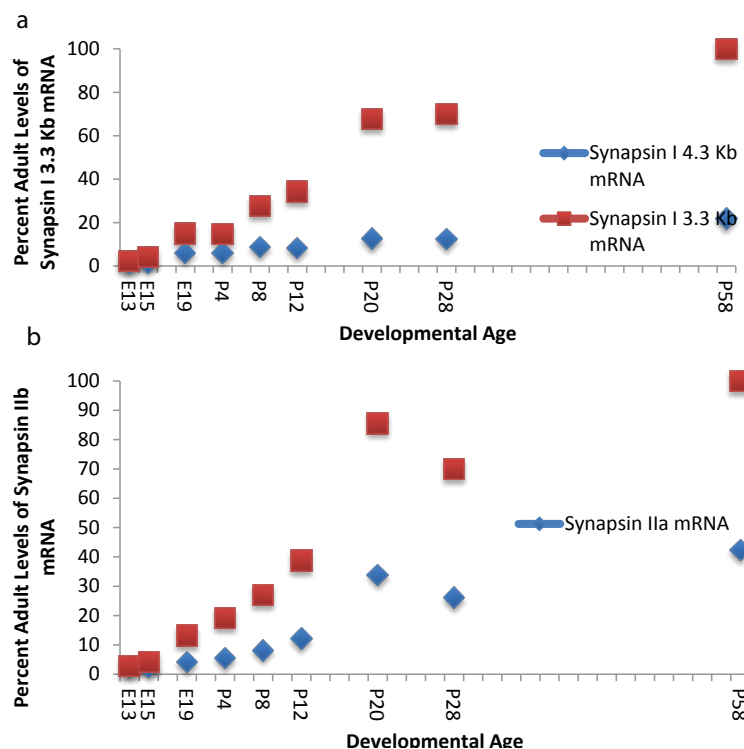 a
Percent Adult Levels of
Synapsin I 3.3 Kb mRNA
100
80
60
40
20
0
Synapsin I 4.3 Kb
mRNA
Synapsin I 3.3 Kb
mRNA
E13
E15
E19
P4
P8
P12
P20
P28
P58
Developmental Age
b
Percent Adult Levels of Synapsin IIb
mRNA
100
90
80
70
60
50
40
30
20
10
0
Synapsin IIa mRNA
E13
E15
E19
P4
P8
P12
P20
P28
P58
Developmental Age